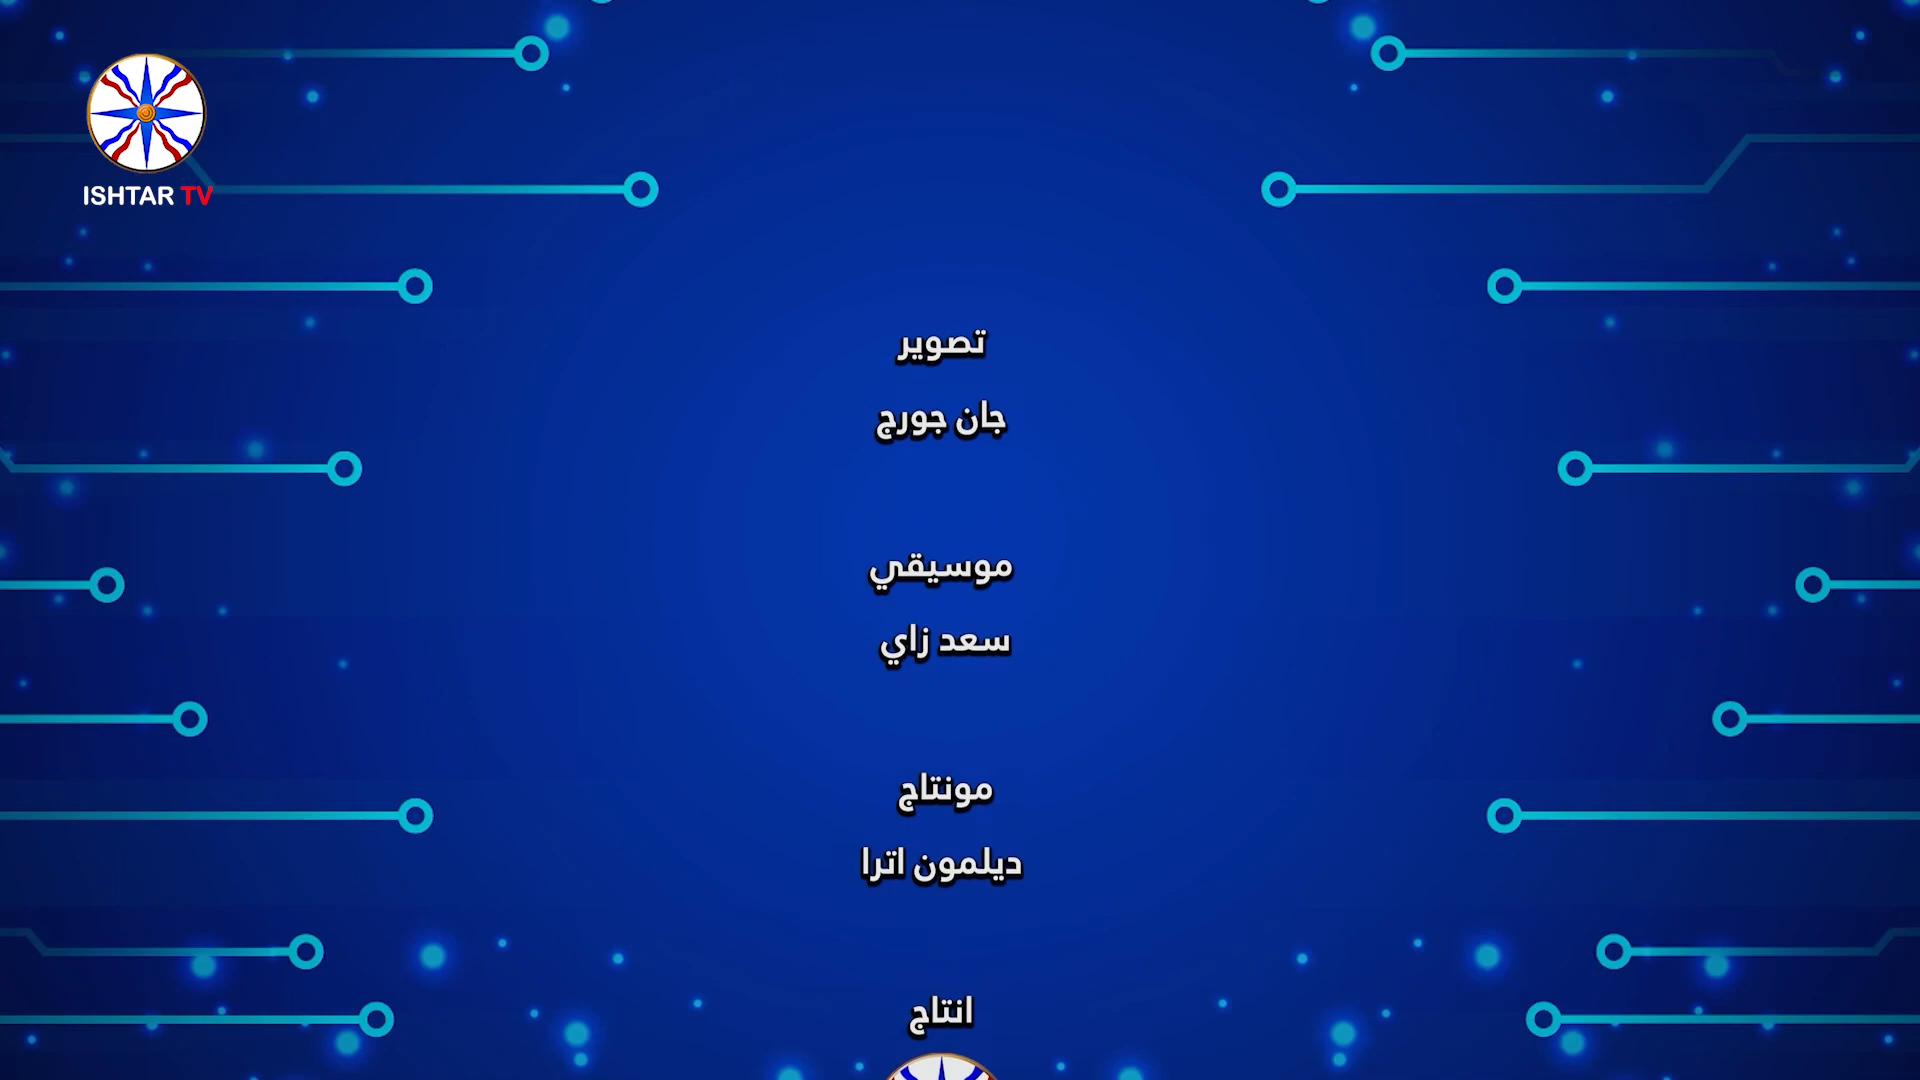 ISHTAR TV
تصوير
جان جورج
موسيقي
سعد زاي
مونتاج
ديلمون اترا
انتاج